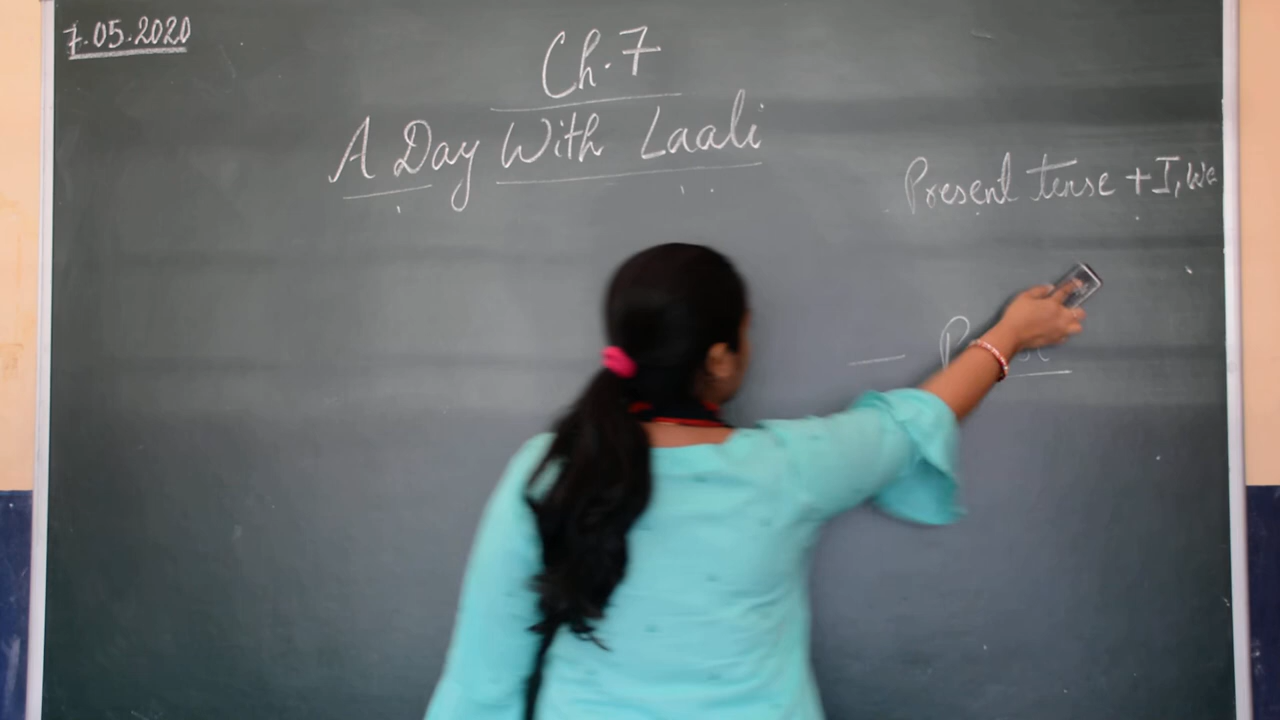 7.05.2020
Ch.7
A Day With Laali
Present tense + I, We